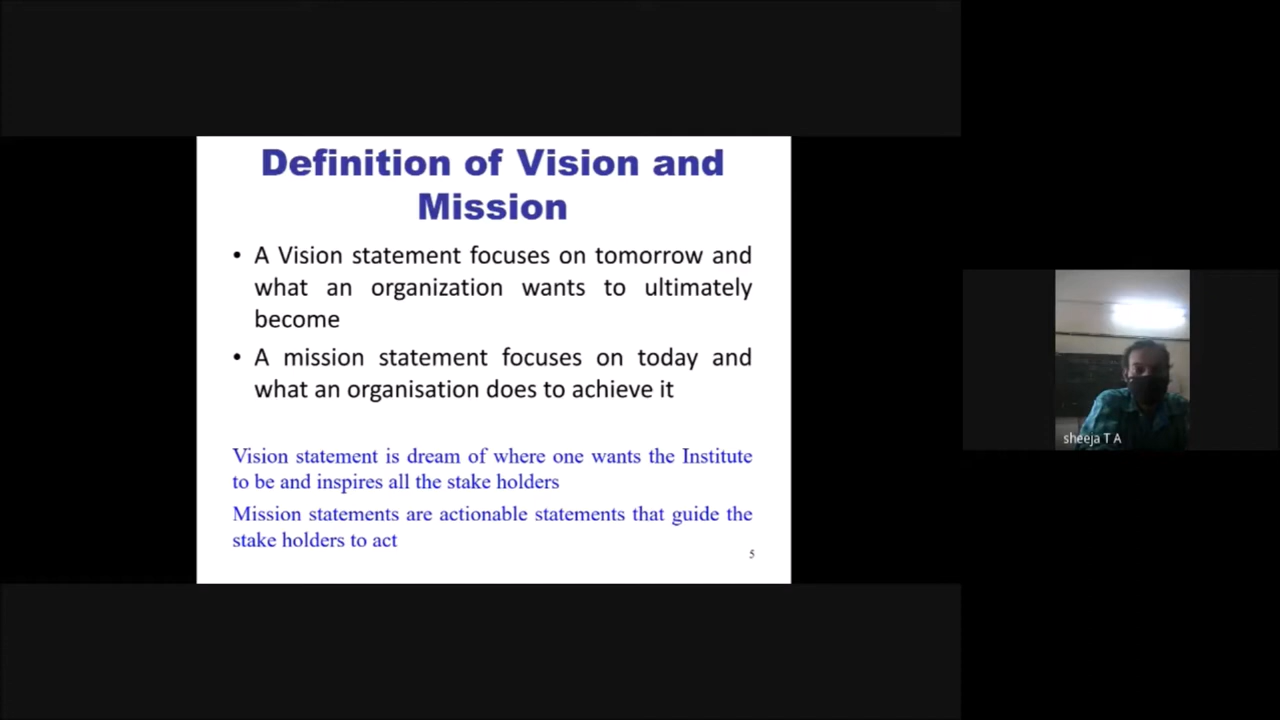 Definition of Vision and
Mission
• A Vision statement focuses on tomorrow and
what an organization wants to ultimately
become
• A mission statement focuses on today and
what an organisation does to achieve it
Vision statement is dream of where one wants the Institute
to be and inspires all the stake holders
Mission statements are actionable statements that guide the
stake holders to act
5
sheeja T A